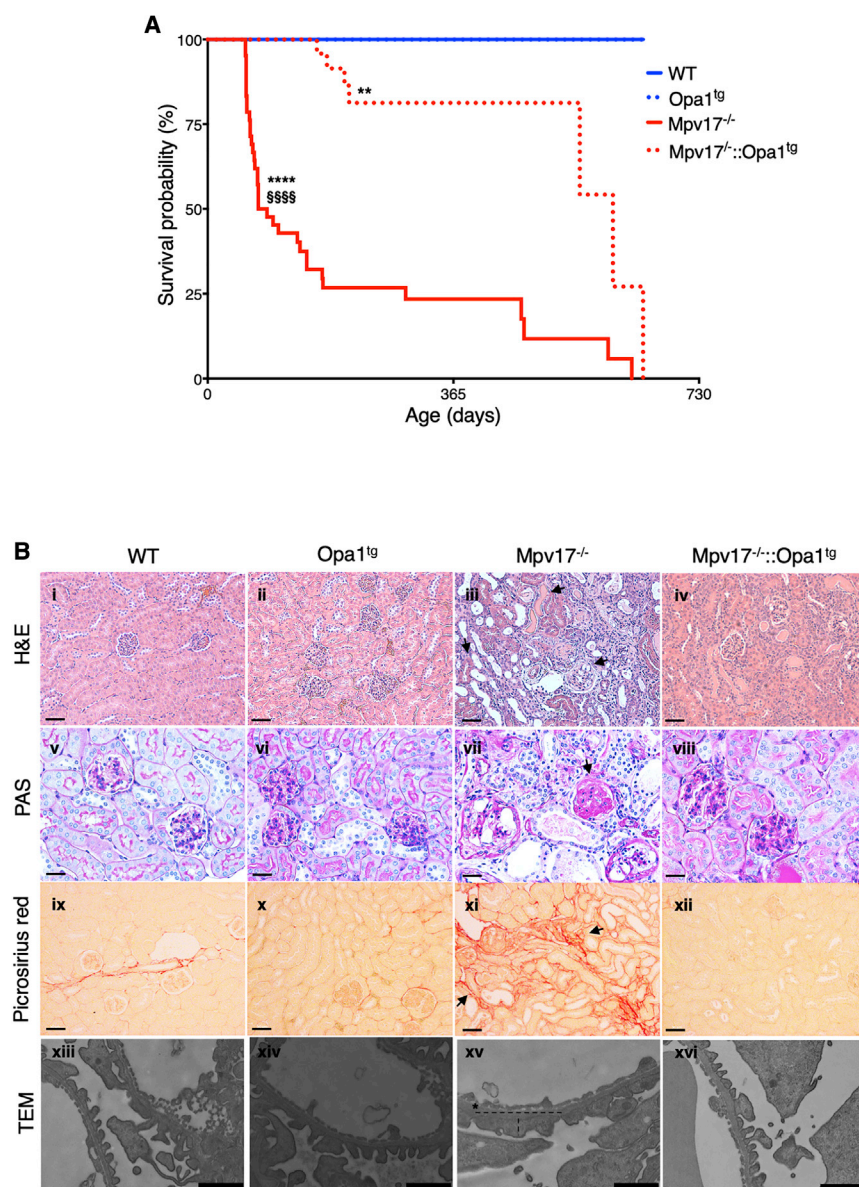 A
100
75
50
25
0
Survival probability (%)
**
****
§§§§
WT
Opa1tg
Mpv17-/-
Mpv17/-::Opa1tg
0 365 730
Age (days)
B
WT Opa1tg Mpv17-/- Mpv17-/-::Opa1tg
H&E
i ii iii iv
PAS
v vi vii viii
Picrosirius red
ix x xi xii
TEM
xiii xiv xv xvi
*